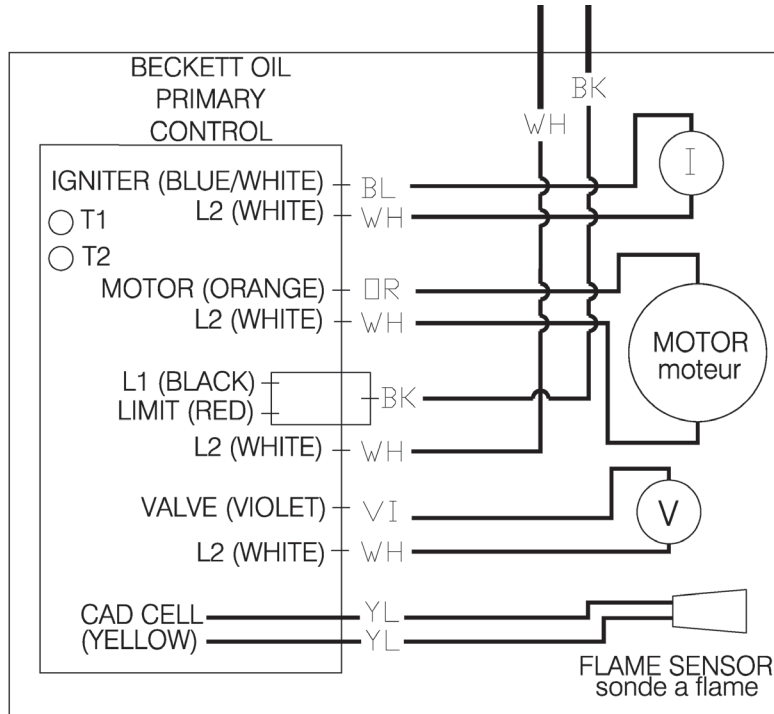 BECKETT OIL
PRIMARY
CONTROL
BK
WH
IGNITER (BLUE/WHITE)
BL
I
L2 (WHITE)
WH
T1
T2
MOTOR (ORANGE)
OR
L2 (WHITE)
WH
MOTOR
moteur
L1 (BLACK)
BK
LIMIT (RED)
L2 (WHITE)
WH
VALVE (VIOLET)
VI
V
L2 (WHITE)
WH
CAD CELL
(YELLOW)
YL
YL
FLAME SENSOR
sonde a flame